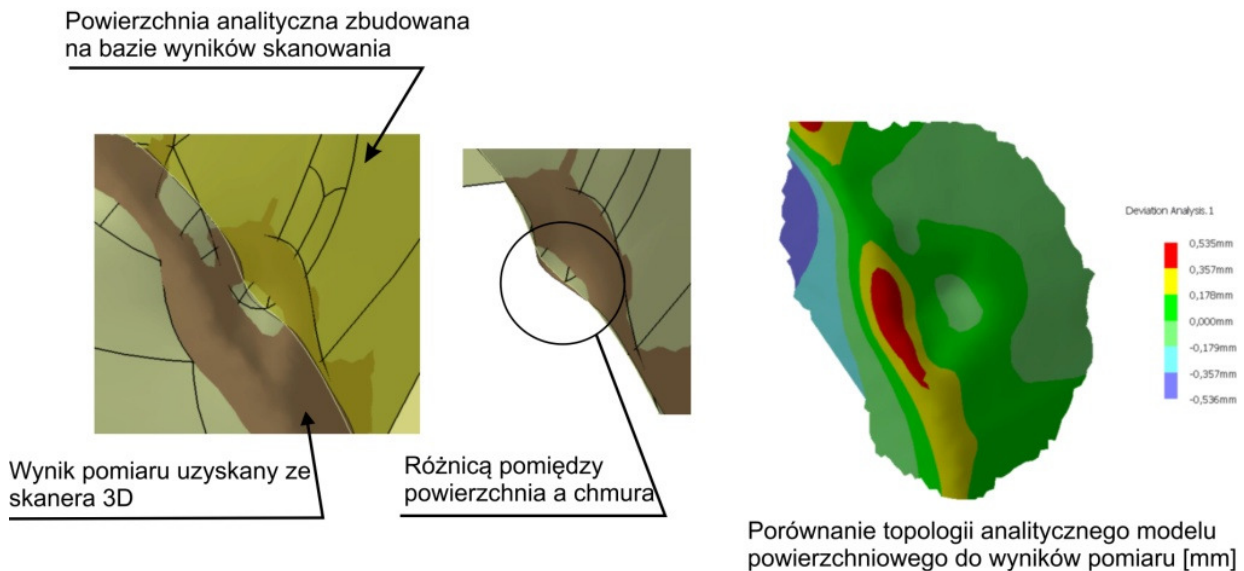 Powierzchnia analityczna zbudowana
na bazie wyników skanowania
Wynik pomiaru uzyskany ze
skanera 3D
Różnicą pomiędzy
powierzchnia a chmura
Deviation Analysis.1
0,535mm
0,357mm
0,178mm
0,000mm
-0,179mm
-0,357mm
-0,536mm
Porównanie topologii analitycznego modelu
powierzchniowego do wyników pomiaru [mm]